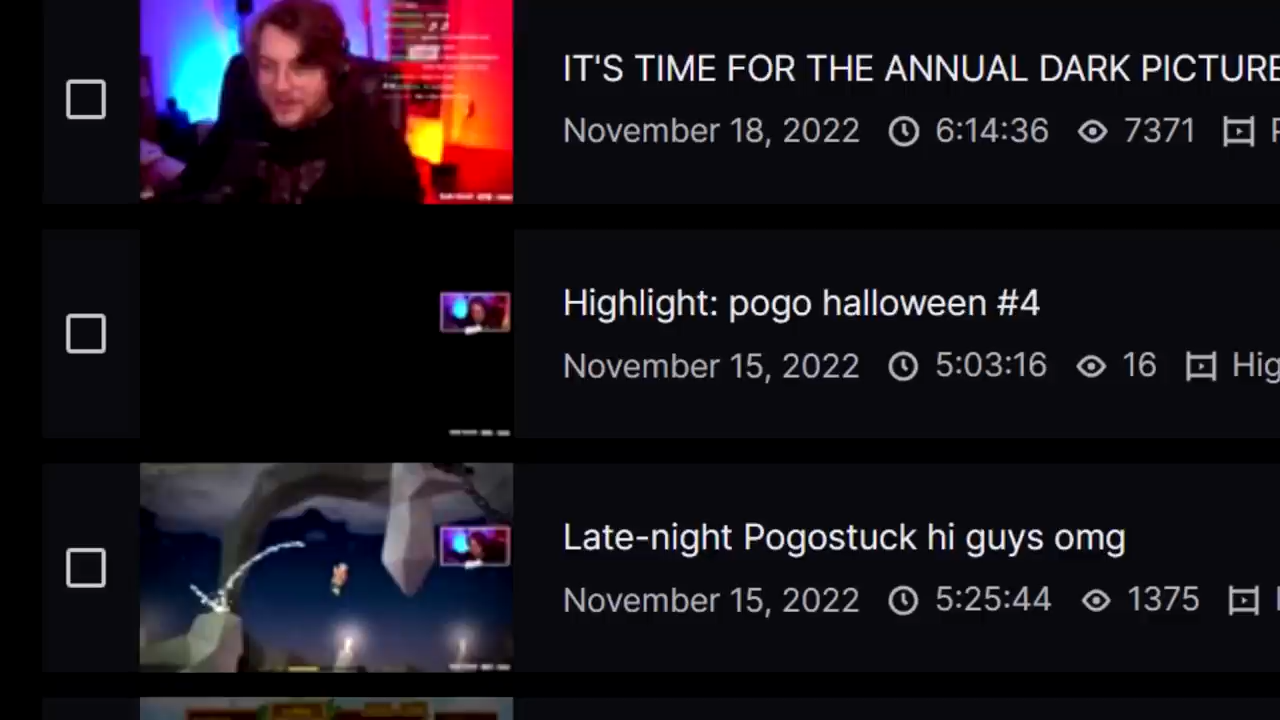 IT'S TIME FOR THE ANNUAL DARK PICTURE
November 18, 2022 6:14:36 7371
Highlight: pogo halloween #4
November 15, 2022 5:03:16 16 Hig
Late-night Pogostuck hi guys omg
November 15, 2022 5:25:44 1375